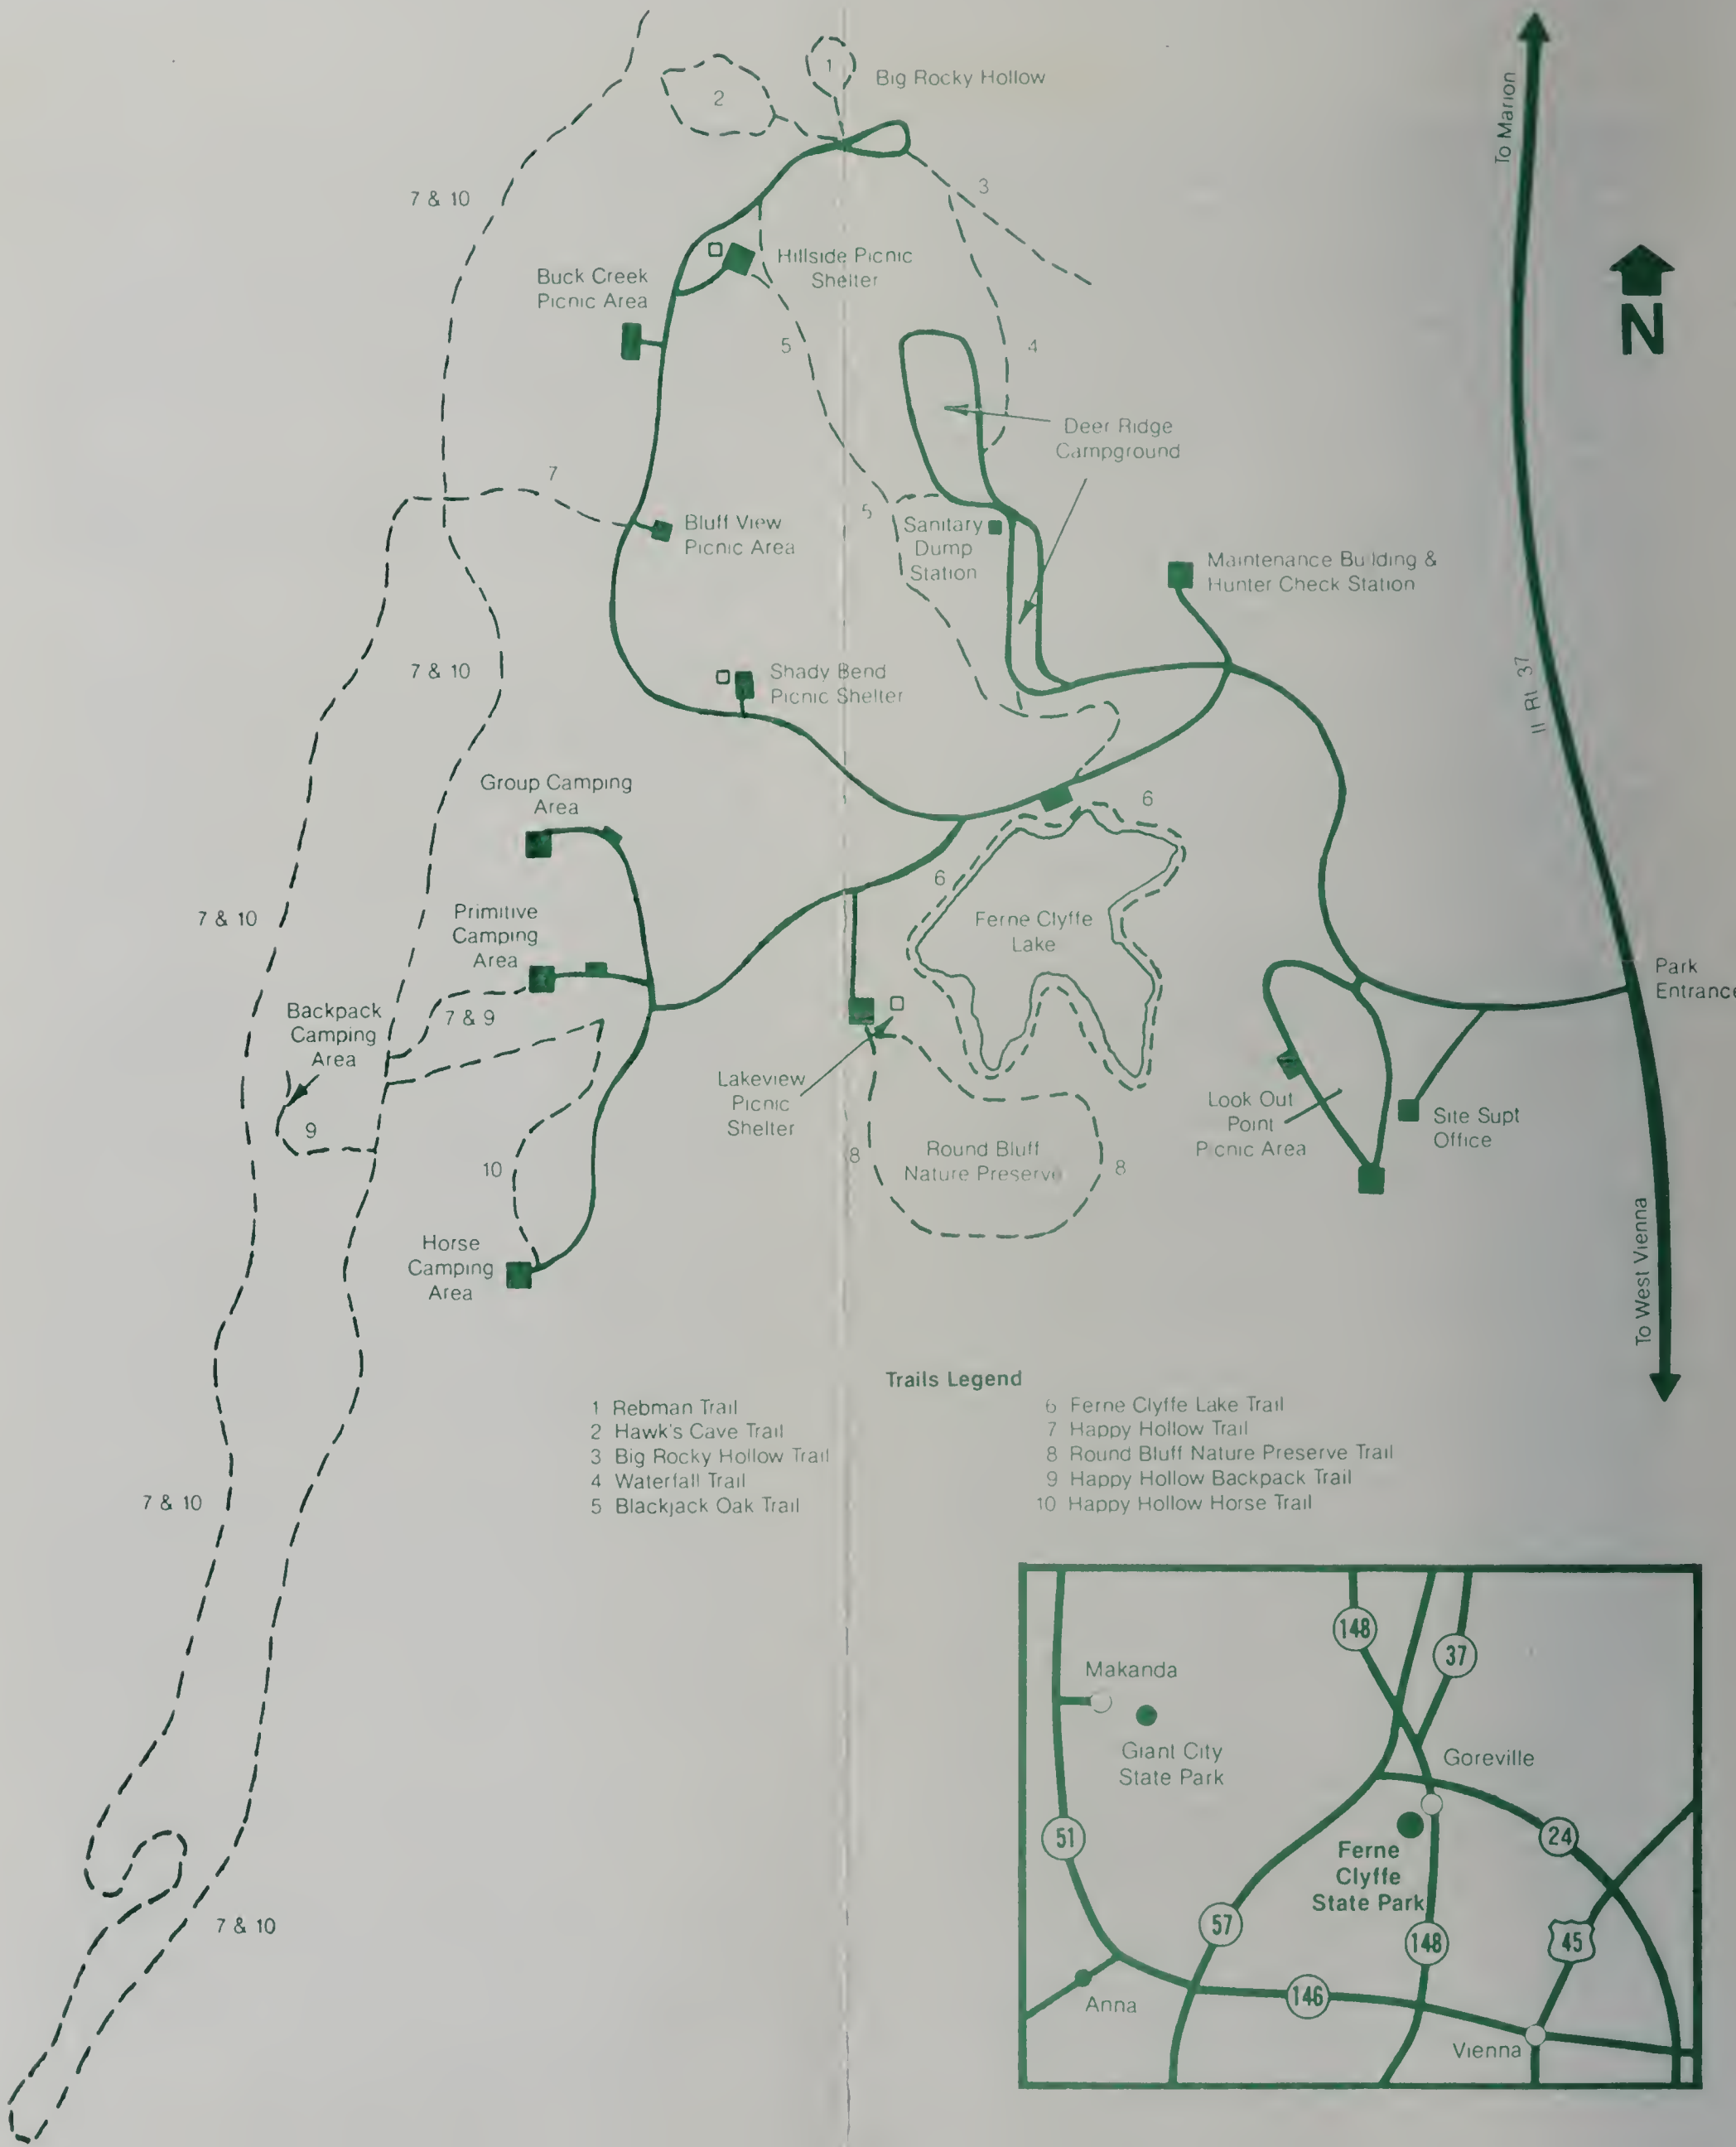 1
Big Rocky Hollow
2
To Marion
3
7 & 10
Hillside Picnic
Shelter
Buck Creek
Picnic Area
N
5
4
Deer Ridge
Campground
7
5
Sanitary
Dump
Station
Bluff View
Picnic Area
Maintenance Building &
Hunter Check Station
7 & 10
Shady Bend
Picnic Shelter
Il Rt. 37
Group Camping
Area
6
6
7 & 10
Primitive
Camping
Area
Ferne Clyffe
Lake
Park
Entrance
Backpack
Camping
Area
7 & 9
Lakeview
Picnic
Shelter
Look Out
Point
Picnic Area
Site Supt
Office
9
10
8
Round Bluff
Nature Preserve
8
Horse
Camping
Area
To West Vienna
Trails Legend
1 Rebman Trail
2 Hawk's Cave Trail
3 Big Rocky Hollow Trail
4 Waterfall Trail
5 Blackjack Oak Trail
6 Ferne Clyffe Lake Trail
7 Happy Hollow Trail
8 Round Bluff Nature Preserve Trail
9 Happy Hollow Backpack Trail
10 Happy Hollow Horse Trail
7 & 10
7 & 10
148
37
Makanda
Giant City
State Park
Goreville
51
24
Ferne
Clyffe
State Park
57
148
45
146
Anna
Vienna